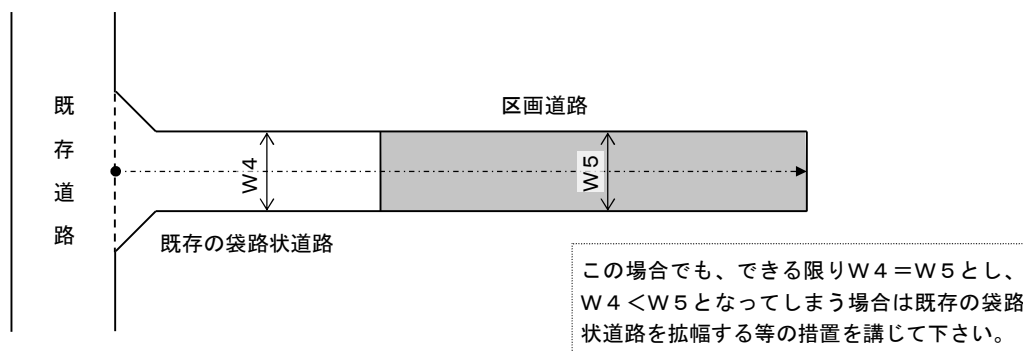 既存道路
区画道路
W4
W5
既存の袋路状道路
この場合でも、できる限りW4=W5とし、
W4<W5となってしまう場合は既存の袋路
状道路を拡幅する等の措置を講じて下さい。